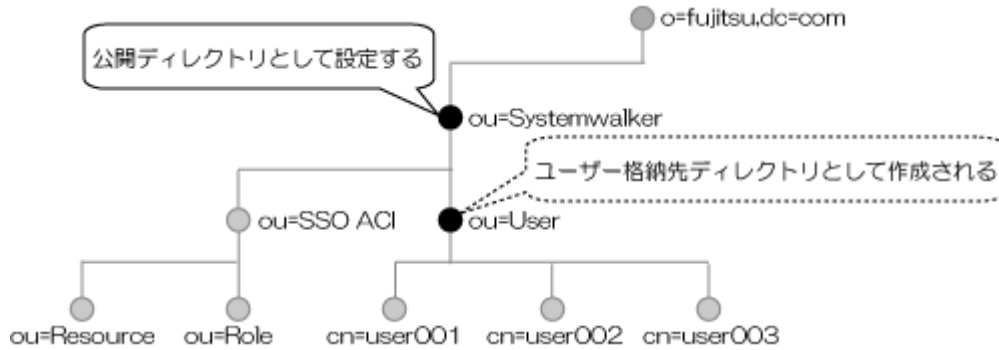 o=fujitsu,dc=com
公開ディレクトリとして設定する
ou=Systemwalker
ユーザー格納先ディレクトリとして作成される
ou=SSO ACI
ou=User
ou=Resource
ou=Role
cn=user001
cn=user002
cn=user003